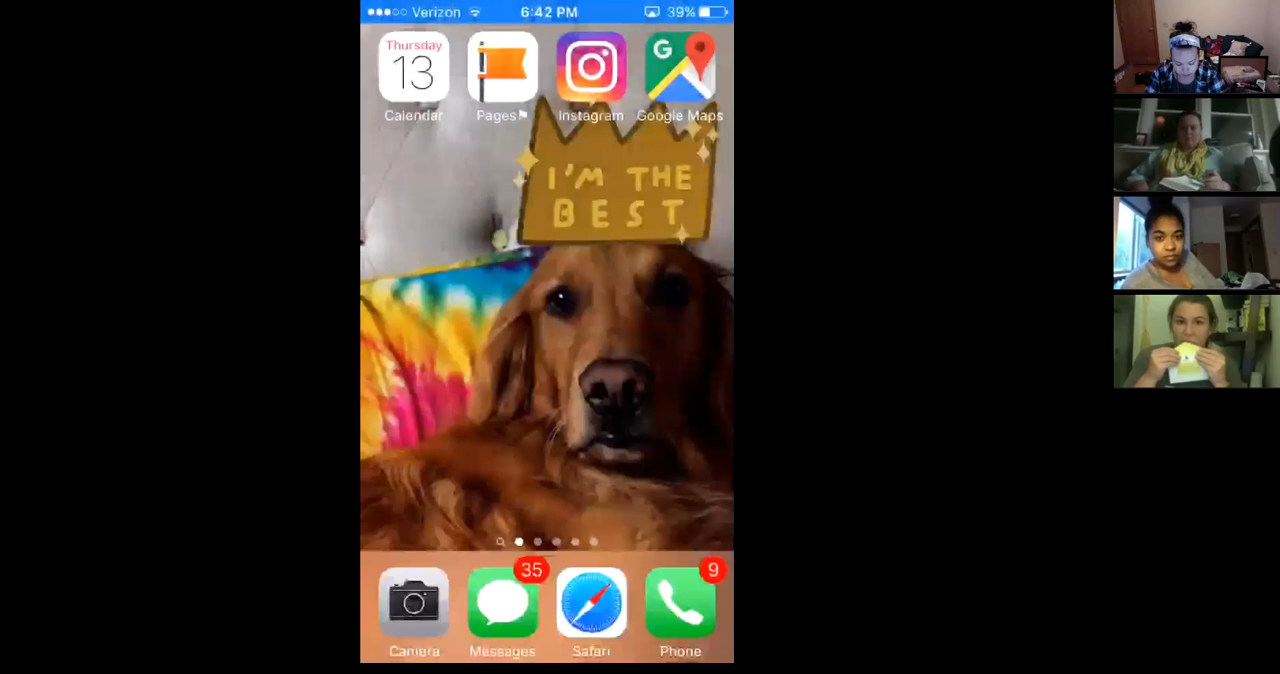 Verizon 6:42 PM 39%
Thursday
13
G
Calendar Pages Instagram Google Maps
I'M THE
BEST
35 9
Camera Messages Safari Phone